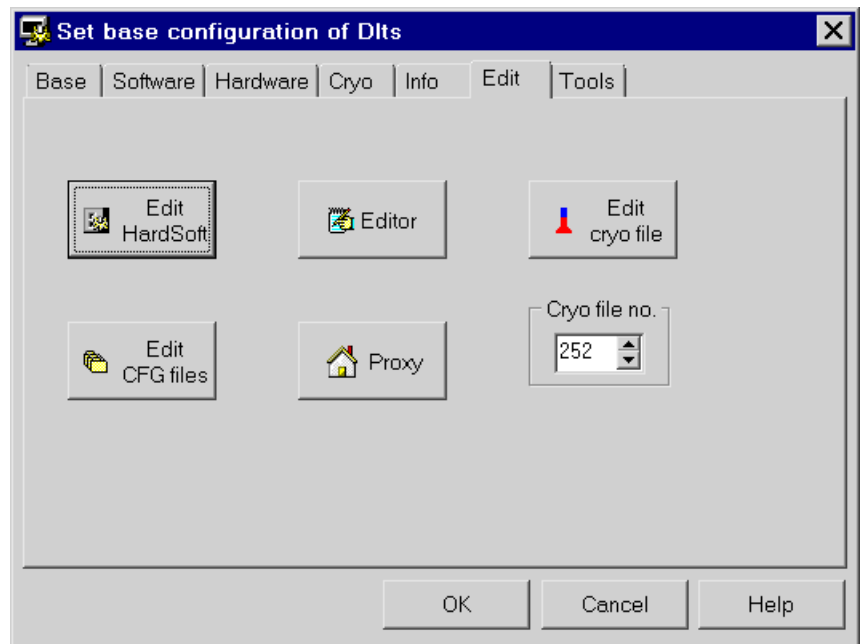 Set base configuration of Dlts
Base Software Hardware Cryo Info Edit Tools
Edit
HardSoft
Editor
Edit
cryo file
Edit
CFG files
Proxy
Cryo file no.
252
OK Cancel Help